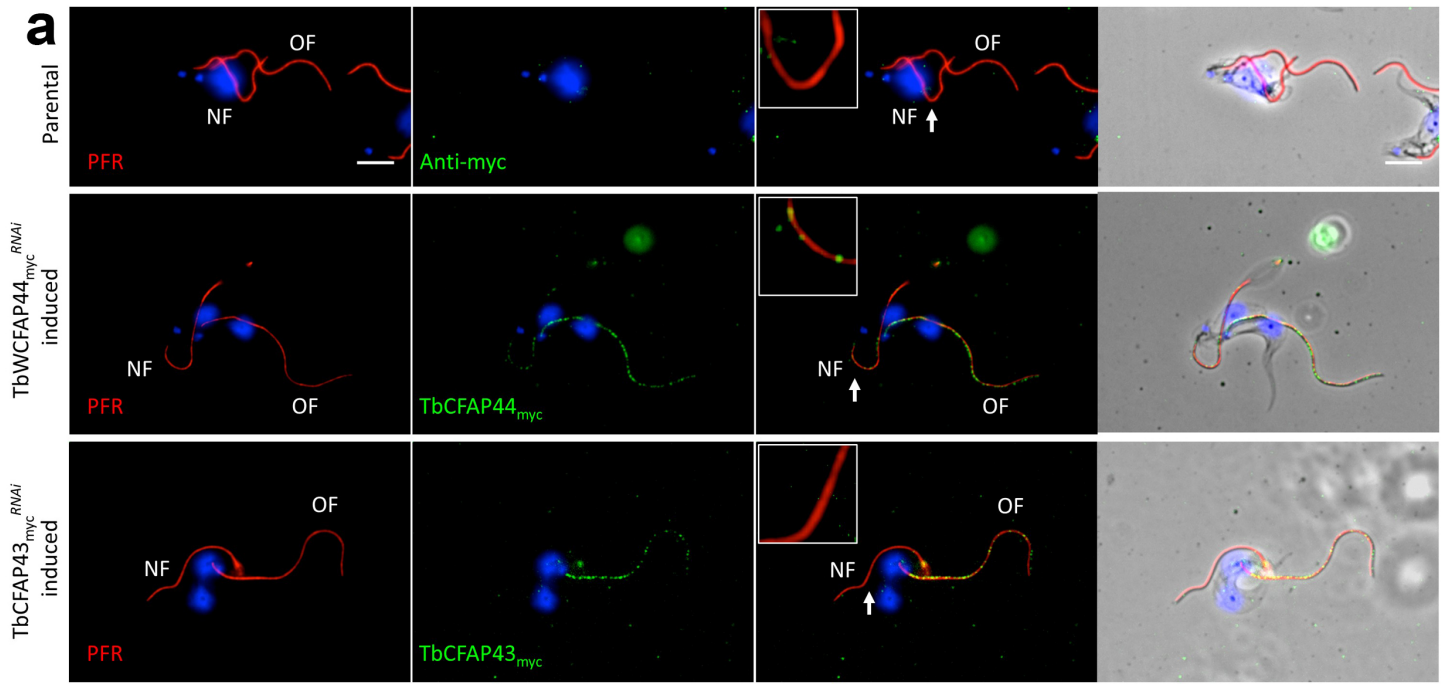 a
Parental
OF
NF
PFR
Anti-myc
OF
NF
TbWCFAP44myc RNAi
induced
NF
OF
PFR
TbCFAP44myc
NF
OF
TbCFAP43myc RNAi
induced
OF
NF
PFR
TbCFAP43myc
OF
NF